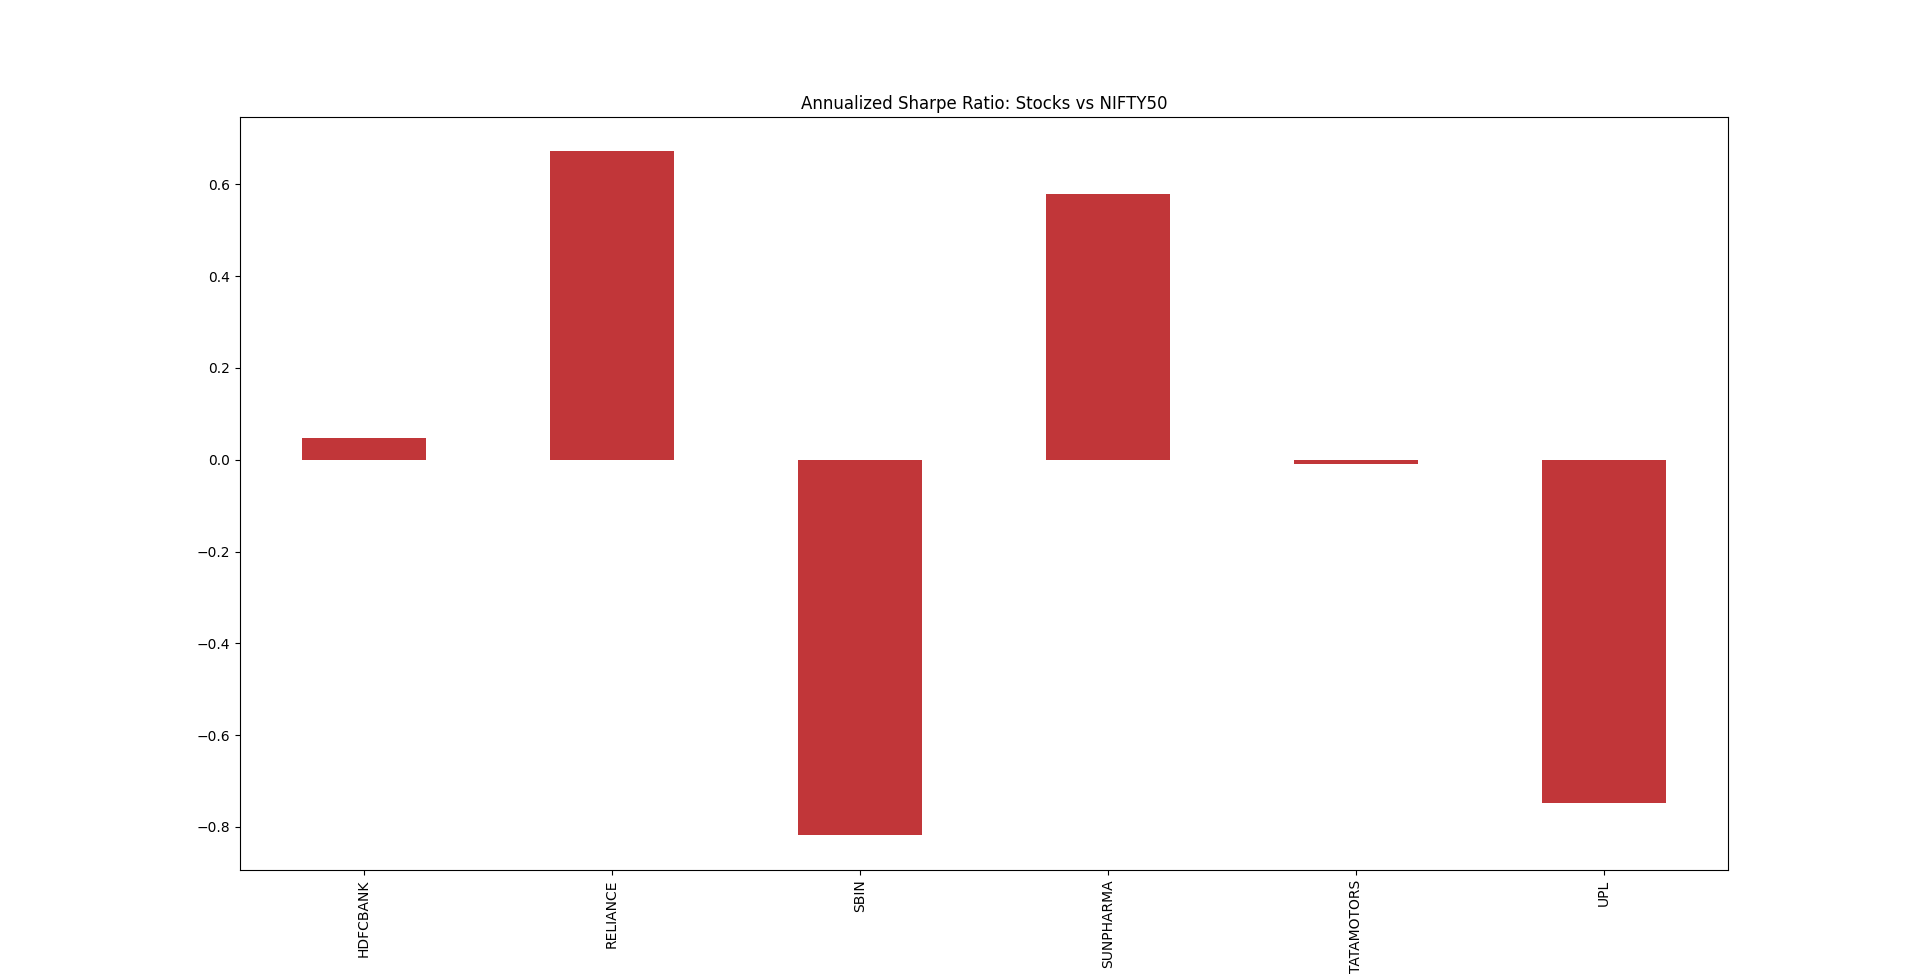 Annualized Sharpe Ratio: Stocks vs NIFTY50
0.6
0.4
0.2
0.0
−0.2
−0.4
−0.6
−0.8
HDFCBANK
RELIANCE
SBIN
SUNPHARMA
TATAMOTORS
UPL